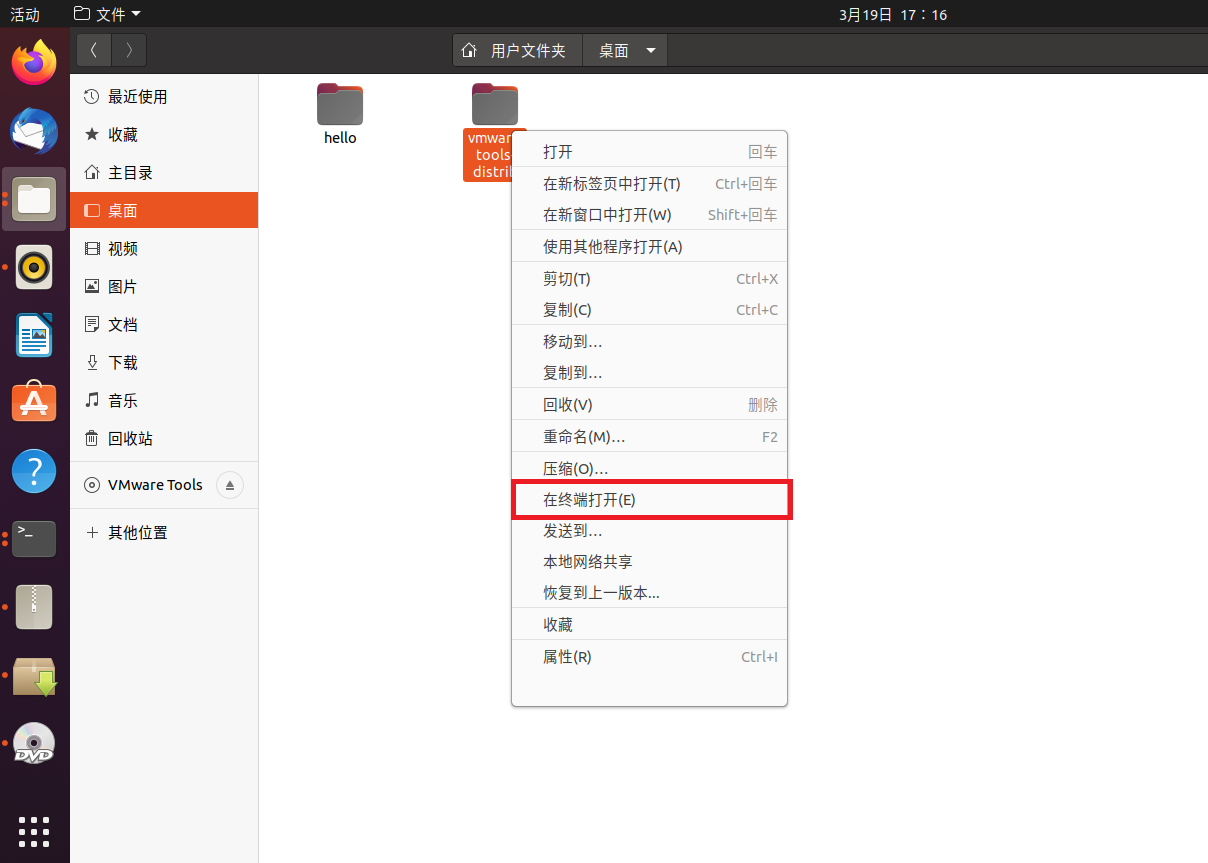 活动
文件
3月19日 17：16
用户文件夹
桌面
最近使用
收藏
主目录
桌面
视频
图片
文档
下载
音乐
回收站
VMware Tools
其他位置
hello
tools-
打开 回车
在新标签页中打开(T) Ctrl+回车
在新窗口中打开(W) Shift+回车
使用其他程序打开(A)
剪切(T) Ctrl+X
复制(C) Ctrl+C
移动到…
复制到…
回收(V) 删除
重命名(M)… F2
压缩(O)…
在终端打开(E)
发送到…
本地网络共享
恢复到上一版本...
收藏
属性(R) Ctrl+I
>_
?
DVD